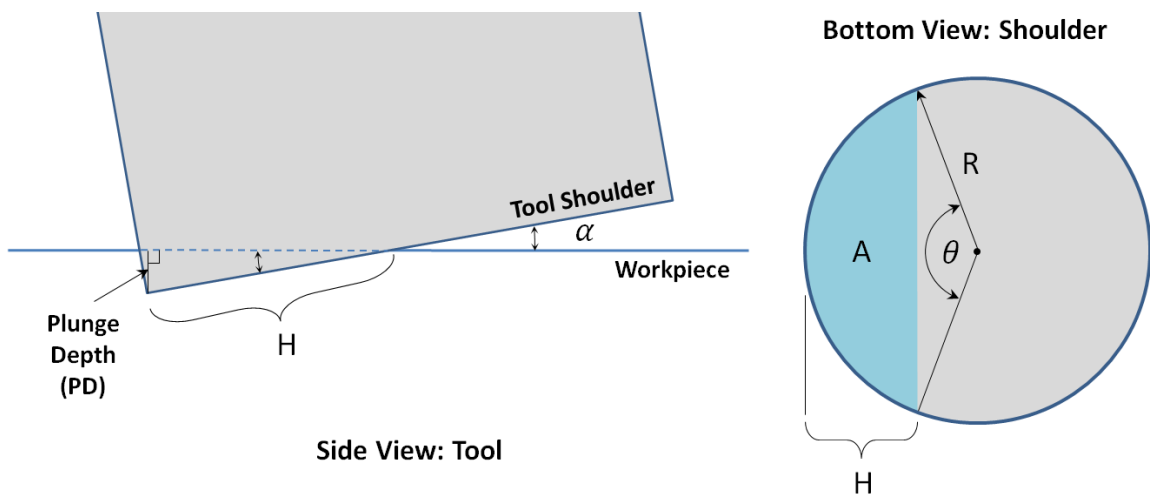 Bottom View: Shoulder
Tool Shoulder
α
Workpiece
Plunge
Depth
(PD)
H
Side View: Tool
R
A
θ
H